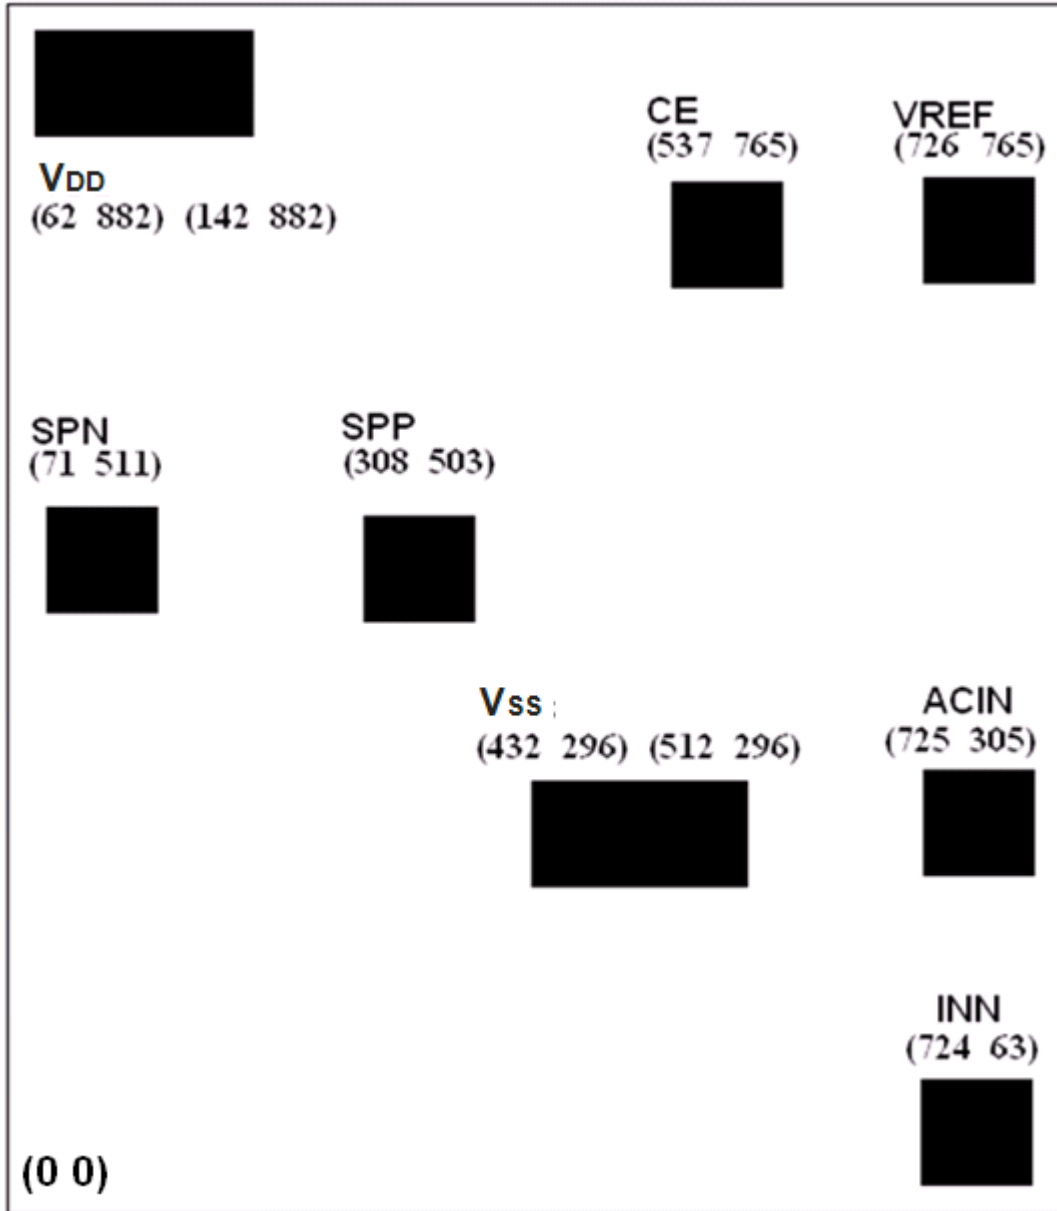 CE
(537 765)
VREF
(726 765)
VDD
(62 882) (142 882)
SPN
(71 511)
SPP
(308 503)
Vss ;
(432 296) (512 296)
ACIN
(725 305)
INN
(724 63)
(0 0)